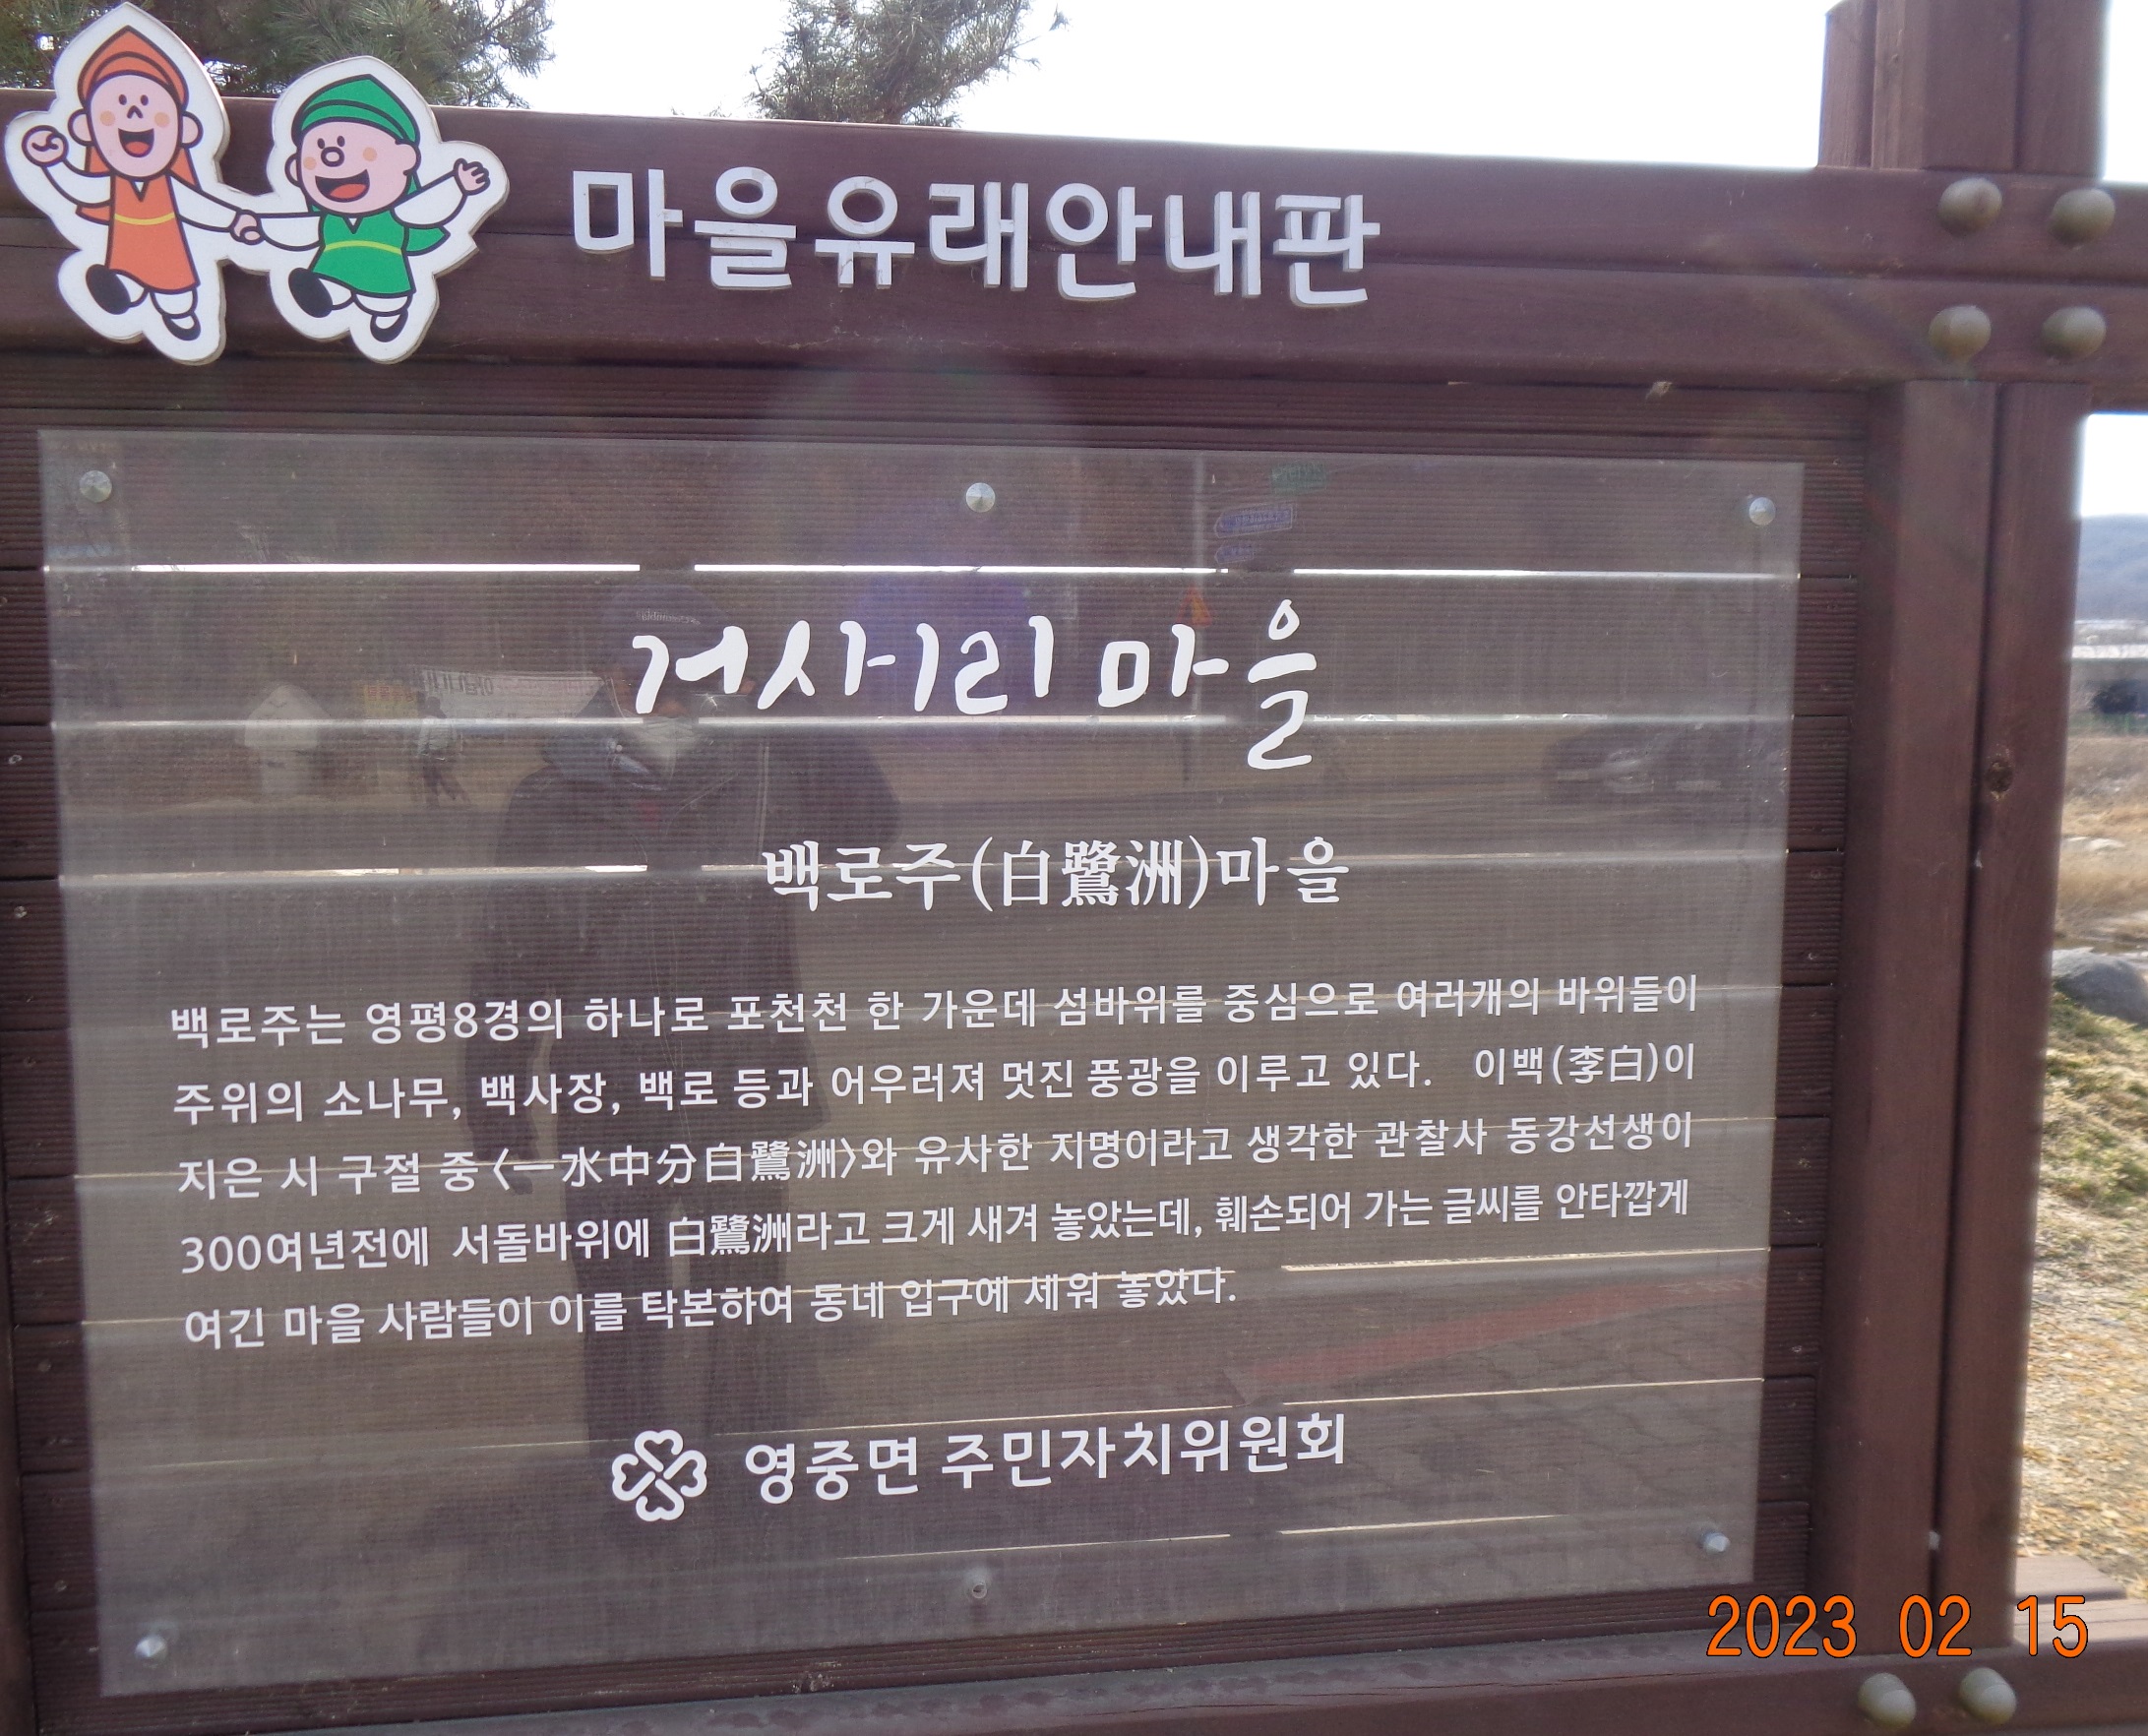 마을유래안내판
거사리 마을
백로주(白鷺洲)마을
백로주는 영평8경의 하나로 포천천 한 가운데 섬바위를 중심으로 여러개의 바위들이
주위의 소나무, 백사장, 백로 등과 어우러져 멋진 풍광을 이루고 있다. 이백(李白)이
지은 시 구절 중 〈一水中分白鷺洲〉와 유사한 지명이라고 생각한 관찰사 동강선생이
300여년전에 서돌바위에 白鷺洲라고 크게 새겨 놓았는데, 훼손되어 가는 글씨를 안타깝게
여긴 마을 사람들이 이를 탁본하여 동네 입구에 세워 놓았다.
영중면 주민자치위원회
2023 02 15